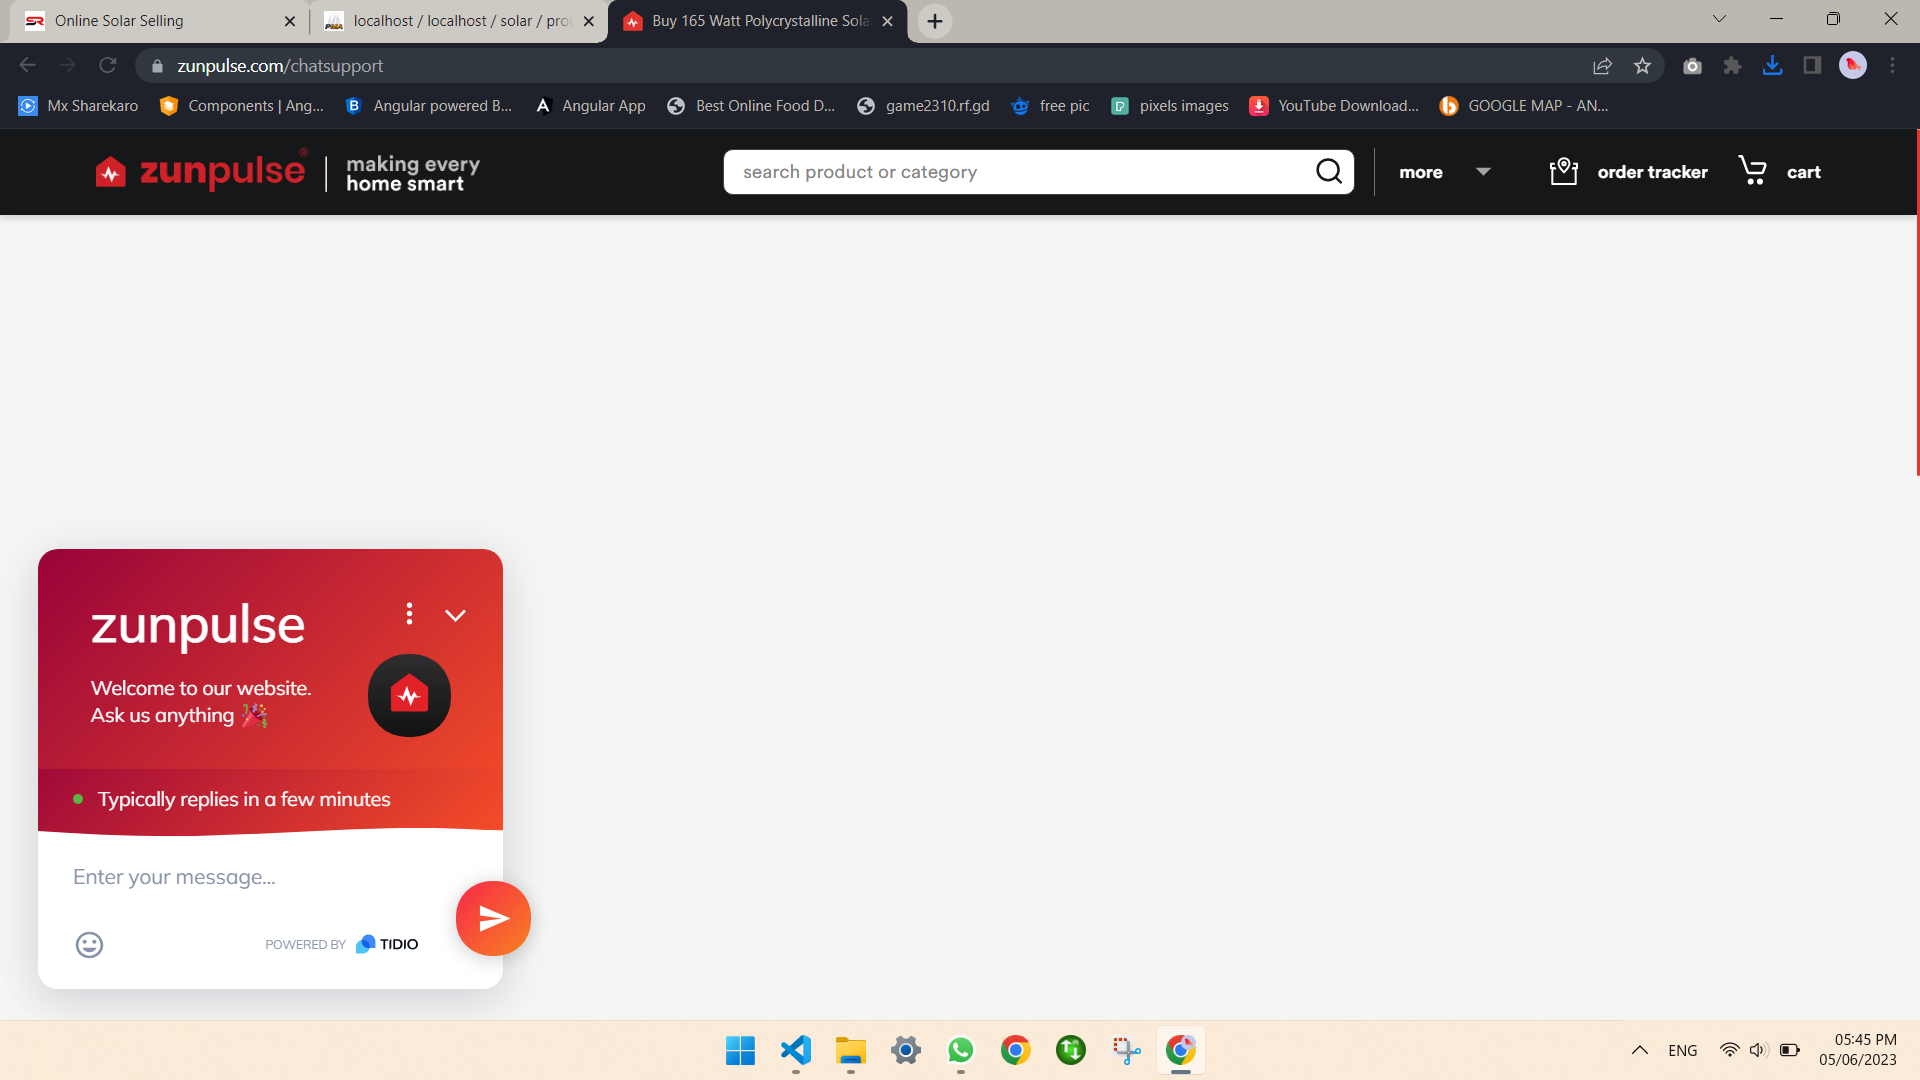 Online Solar Selling
localhost / localhost / solar / pro
Buy 165 Watt Polycrystalline Sola
zunpulse.com/chatsupport
Mx Sharekaro
Components | Ang...
Angular powered B...
Angular App
Best Online Food D...
game2310.rf.gd
free pic
pixels images
YouTube Download...
GOOGLE MAP - AN...
zunpulse®
making every
home smart
search product or category
more
order tracker
cart
zunpulse
Welcome to our website.
Ask us anything 🎉
Typically replies in a few minutes
Enter your message...
POWERED BY TIDIO
ENG
05:45 PM
05/06/2023